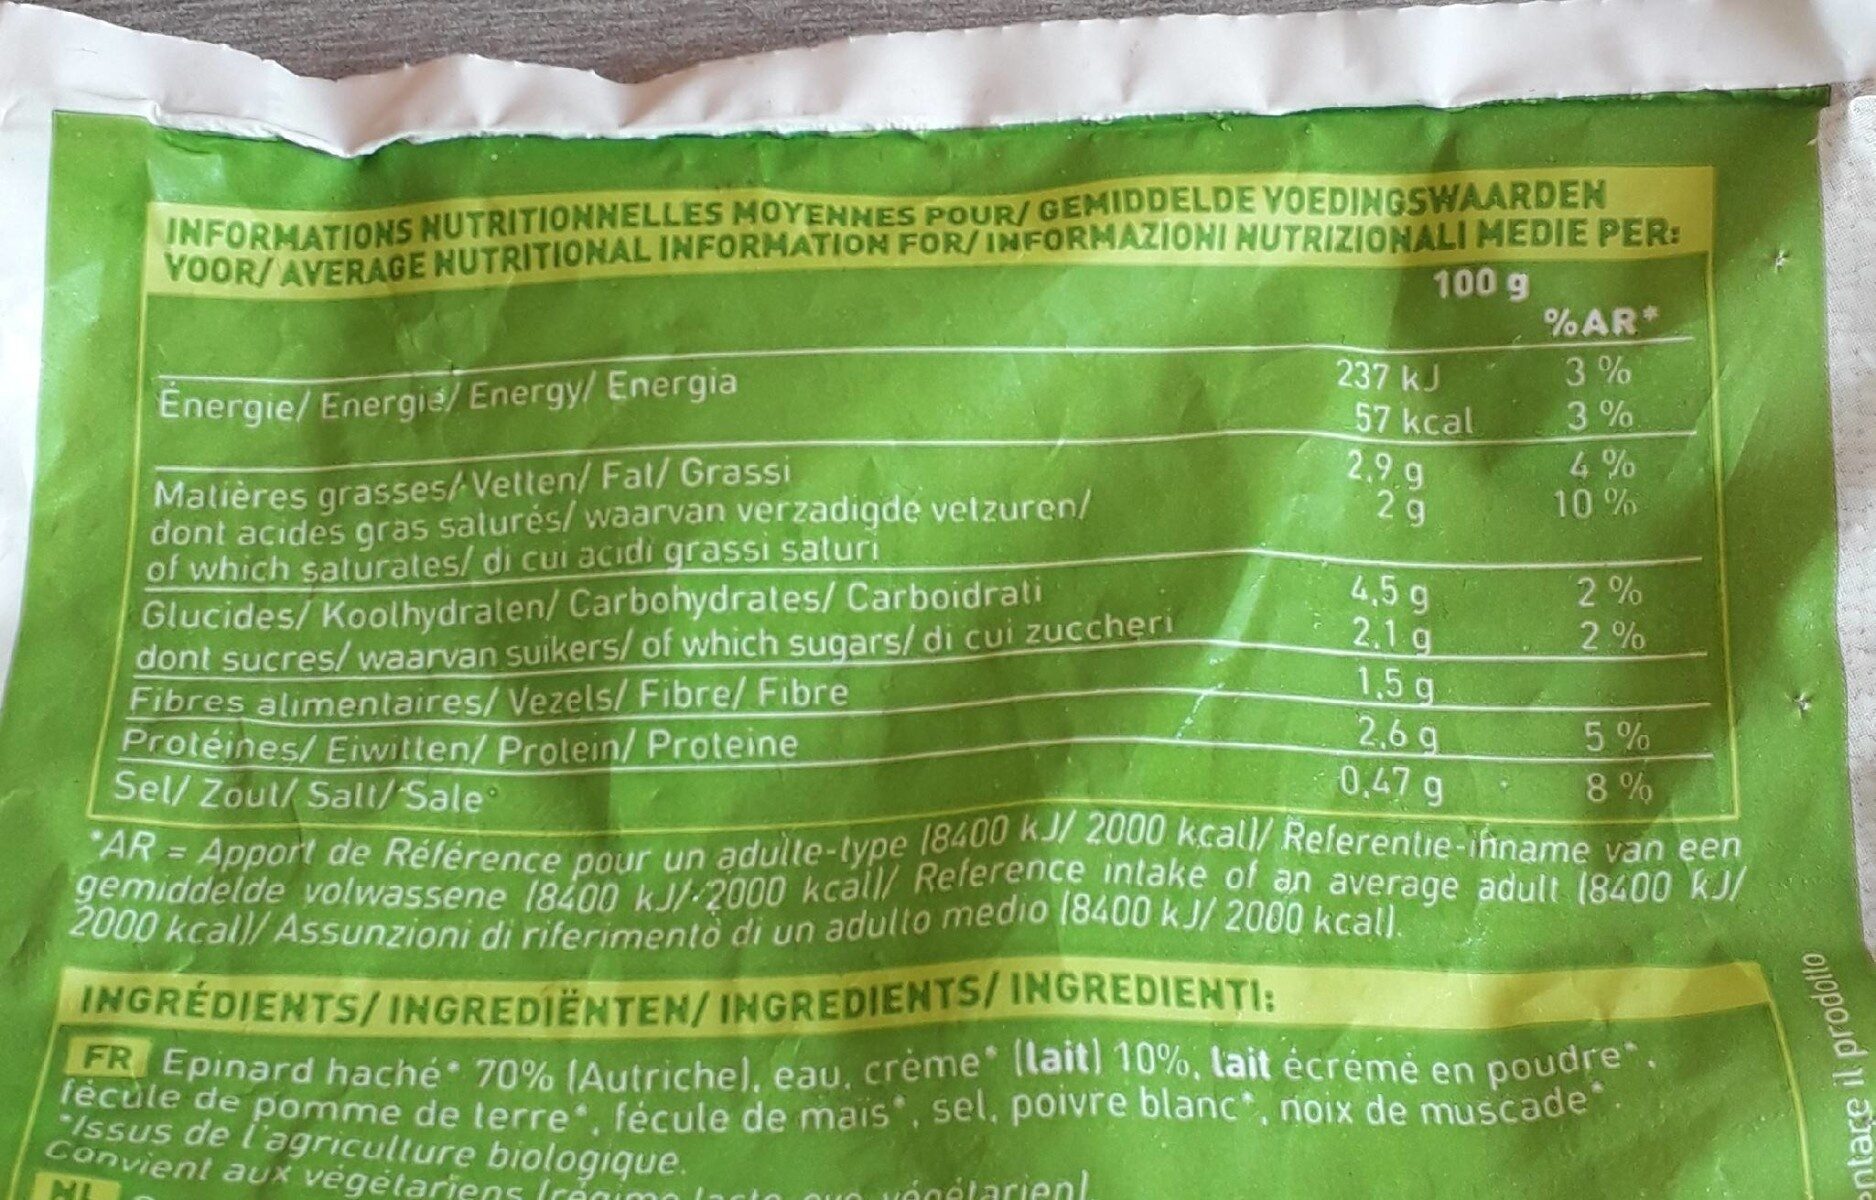 INFORMATIONS NUTRITIONNELLES MOYENNES POUR/ GEMIDDELDE VOEDINGSWAARDEN
VOOR/ AVERAGE NUTRITIONAL INFORMATION FOR/ INFORMAZIONI NUTRIZIONALI MEDIE PER:
100 g
%AR*
Énergie/ Energie/ Energy/ Energia 237 kJ 3 %
57 kcal 3 %
Matières grasses/ Vetten/ Fat/ Grassi 2,9 g 4 %
dont acides gras saturés/ waarvan verzadigde vetzuren/ 2 g 10 %
of which saturates/ di cui acidi grassi saturi
Glucides/ Koolhydraten/ Carbohydrates/ Carboidrati 4,5 g 2 %
dont sucres/ waarvan suikers/ of which sugars/ di cui zuccheri 2,1 g 2 %
Fibres alimentaires/ Vezels/ Fibre/ Fibre 1,5 g
Protéines/ Eiwitten/ Protein/ Proteine 2,6 g 5 %
Sel/ Zout/ Salt/ Sale 0,47 g 8 %
*AR = Apport de Référence pour un adulte-type (8400 kJ/ 2000 kcal)/ Referentie-inname van een
gemiddelde volwassene (8400 kJ/ 2000 kcal)/ Reference intake of an average adult (8400 kJ/
2000 kcal)/ Assunzioni di riferimento di un adulto medio (8400 kJ/ 2000 kcal).
INGRÉDIENTS/ INGREDIËNTEN/ INGREDIENTS/ INGREDIENTI:
FR Epinard haché* 70% (Autriche), eau, crème* (lait) 10%, lait écrémé en poudre*,
fécule de pomme de terre*, fécule de maïs*, sel, poivre blanc*, noix de muscade*.
*Issus de l'agriculture biologique.
Convient aux végétariens (régime lacto ovo végétarien)
NL
il prodotto